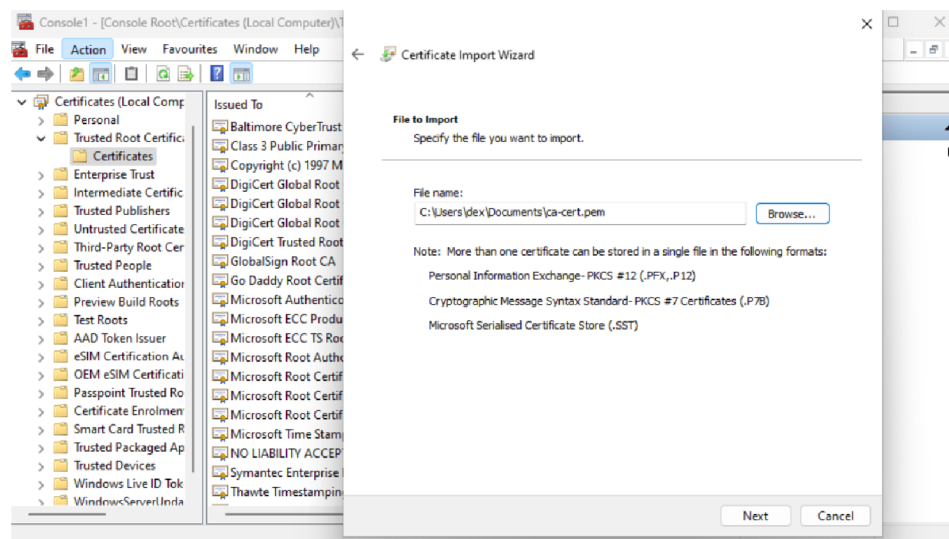 Console1 - [Console Root\Certificates (Local Computer)\T
File Action View Favourites Window Help
Certificates (Local Comp
Personal
Trusted Root Certifica
Certificates
Enterprise Trust
Intermediate Certific
Trusted Publishers
Untrusted Certificate
Third-Party Root Cer
Trusted People
Client Authentication
Preview Build Roots
Test Roots
AAD Token Issuer
eSIM Certification Au
OEM eSIM Certificati
Passpoint Trusted Ro
Certificate Enrolment
Smart Card Trusted R
Trusted Packaged Ap
Trusted Devices
Windows Live ID Tok
WindowsServerUpda
Issued To
Baltimore CyberTrust
Class 3 Public Primar
Copyright (c) 1997 M
DigiCert Global Root
DigiCert Global Root
DigiCert Global Root
DigiCert Trusted Root
GlobalSign Root CA
Go Daddy Root Certif
Microsoft Authentico
Microsoft ECC Produ
Microsoft ECC TS Roo
Microsoft Root Autho
Microsoft Root Certif
Microsoft Root Certif
Microsoft Root Certif
Microsoft Time Stam
NO LIABILITY ACCEP
Symantec Enterprise
Thawte Timestampin
Certificate Import Wizard
File to Import
Specify the file you want to import.
File name:
C:\Users\dex\Documents\ca-cert.pem
Browse...
Note: More than one certificate can be stored in a single file in the following formats:
Personal Information Exchange- PKCS #12 (.PFX,.P12)
Cryptographic Message Syntax Standard- PKCS #7 Certificates (.P7B)
Microsoft Serialised Certificate Store (.SST)
Next Cancel